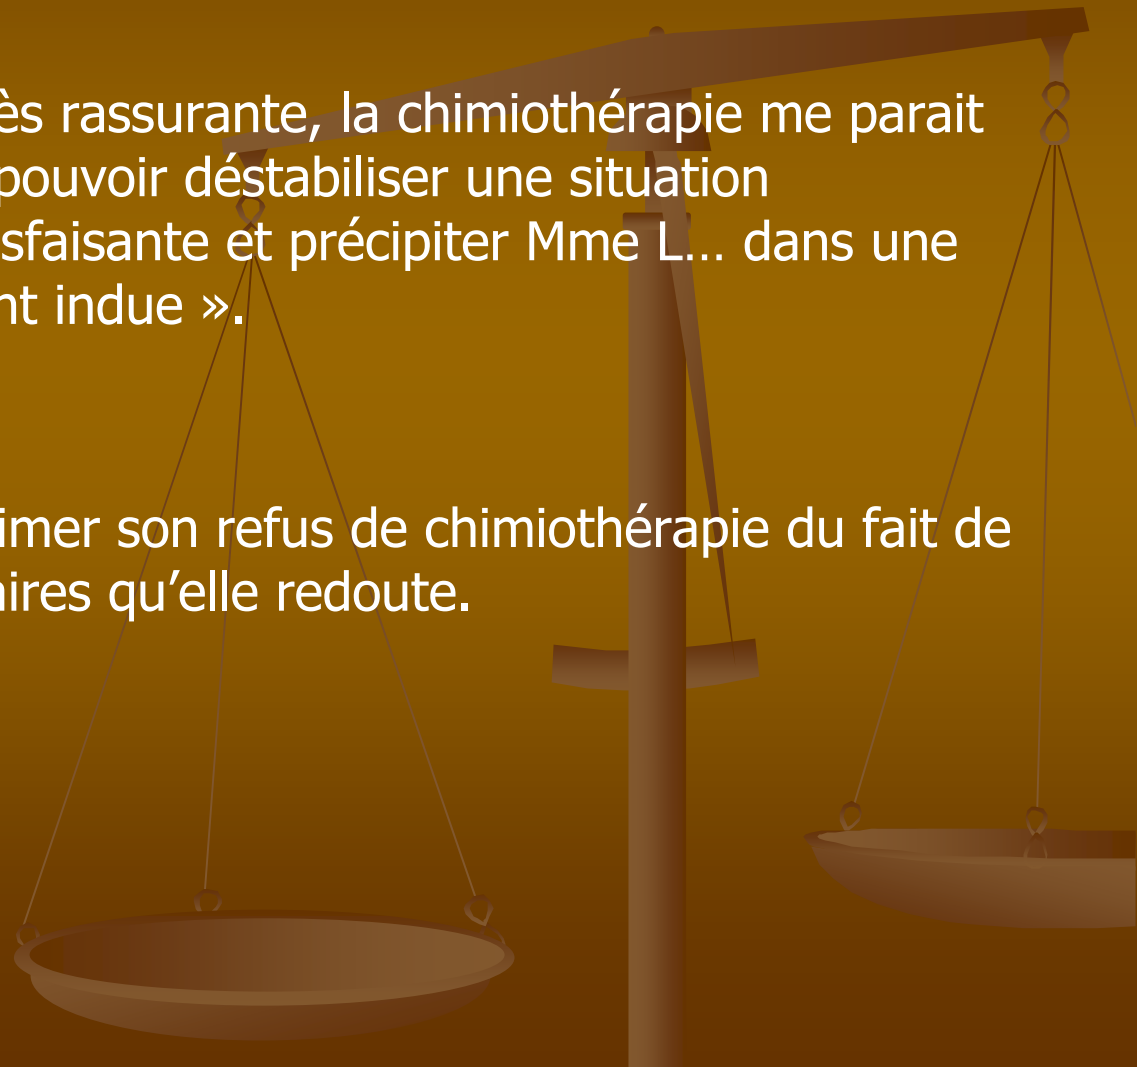 ès rassurante, la chimiothérapie me parait
pouvoir déstabiliser une situation
sfaisante et précipiter Mme L… dans une
nt indue ».
imer son refus de chimiothérapie du fait de
aires qu’elle redoute.